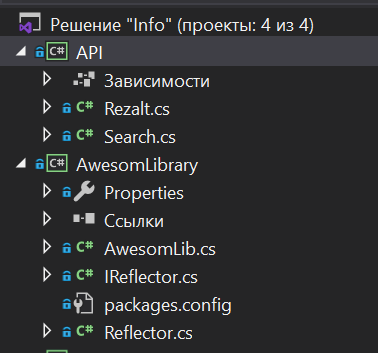 Решение "Info" (проекты: 4 из 4)
C# API
Зависимости
C# Rezalt.cs
C# Search.cs
C# AwesomLibrary
Properties
Ссылки
C# AwesomLib.cs
C# IReflector.cs
packages.config
C# Reflector.cs